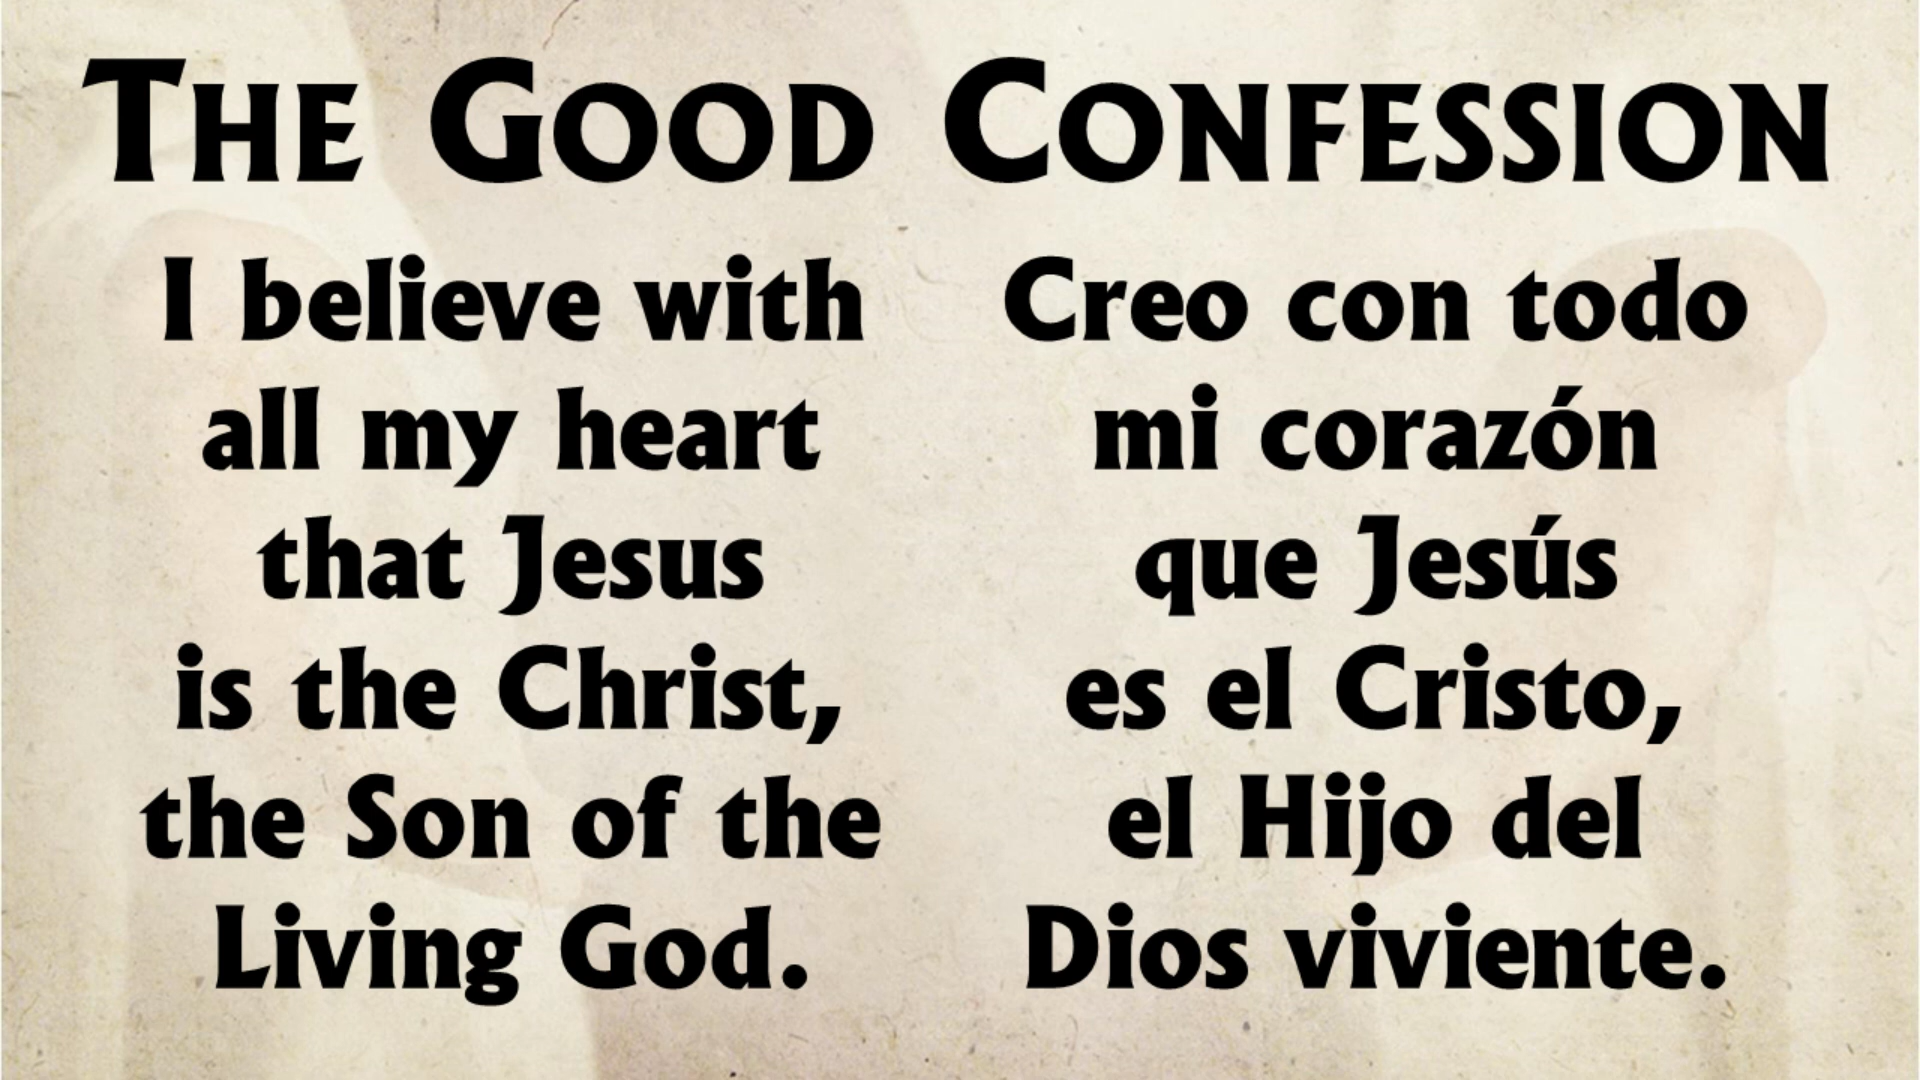 The Good Confession
I believe with
all my heart
that Jesus
is the Christ,
the Son of the
Living God.
Creo con todo
mi corazón
que Jesús
es el Cristo,
el Hijo del
Dios viviente.